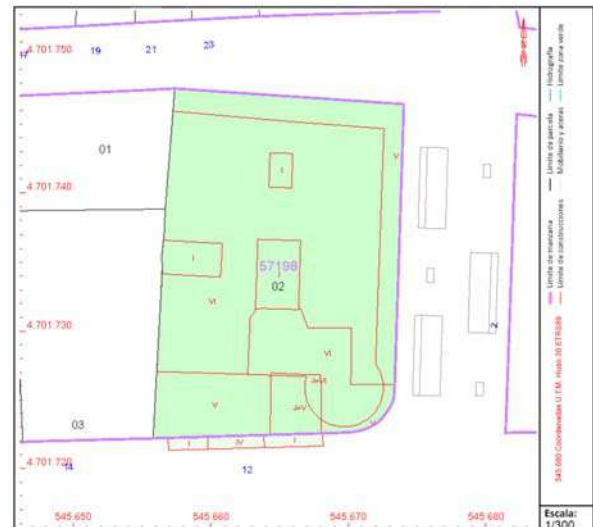 4.701.750
19
21
23
01
4.701.740
V
I
I
57198
I
02
VI
4.701.730
VI
2
V
03
4.701.720
I
IV
I
14
12
545.650
545.660
545.670
545.680
Límite de manzana
Límite de parcela
Hidrografía
Límite de construcciones
Mobiliario y aceras
Límite zona verde
545.680 Coordenadas U.T.M. Huso 30 ETRS89
Escala:
1/300